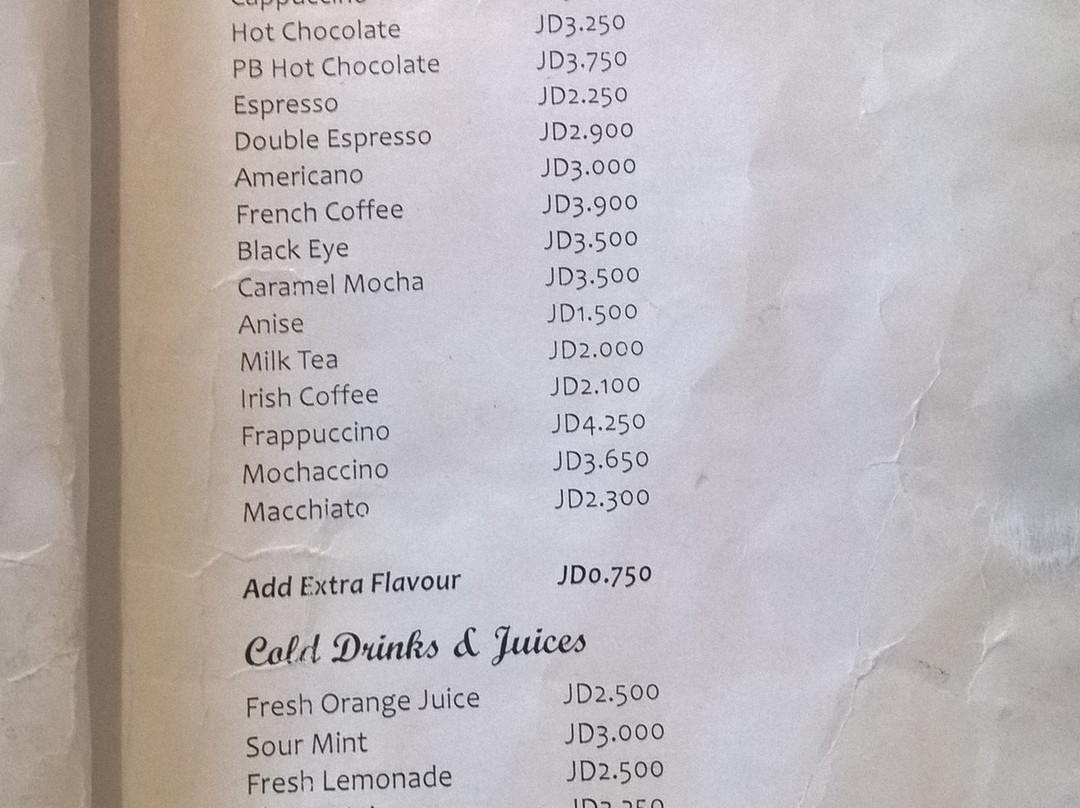 Cappuccino
Hot Chocolate JD3.250
PB Hot Chocolate JD3.750
Espresso JD2.250
Double Espresso JD2.900
Americano JD3.000
French Coffee JD3.900
Black Eye JD3.500
Caramel Mocha JD3.500
Anise JD1.500
Milk Tea JD2.000
Irish Coffee JD2.100
Frappuccino JD4.250
Mochaccino JD3.650
Macchiato JD2.300
Add Extra Flavour JD0.750
Cold Drinks & Juices
Fresh Orange Juice JD2.500
Sour Mint JD3.000
Fresh Lemonade JD2.500